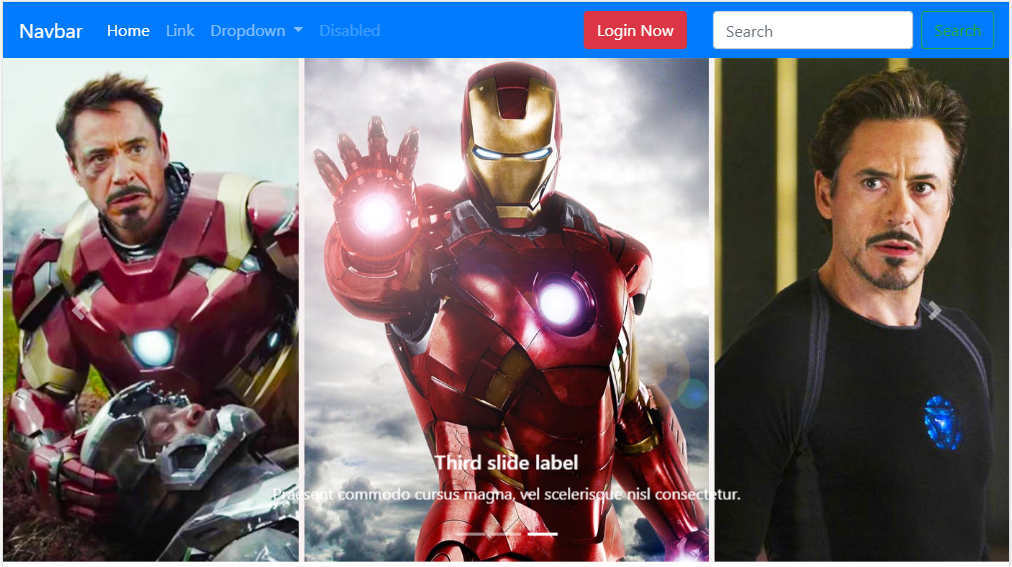 Navbar Home Link Dropdown Disabled Login Now Search Search
Third slide label
Praesent commodo cursus magna, vel scelerisque nisl consectetur.